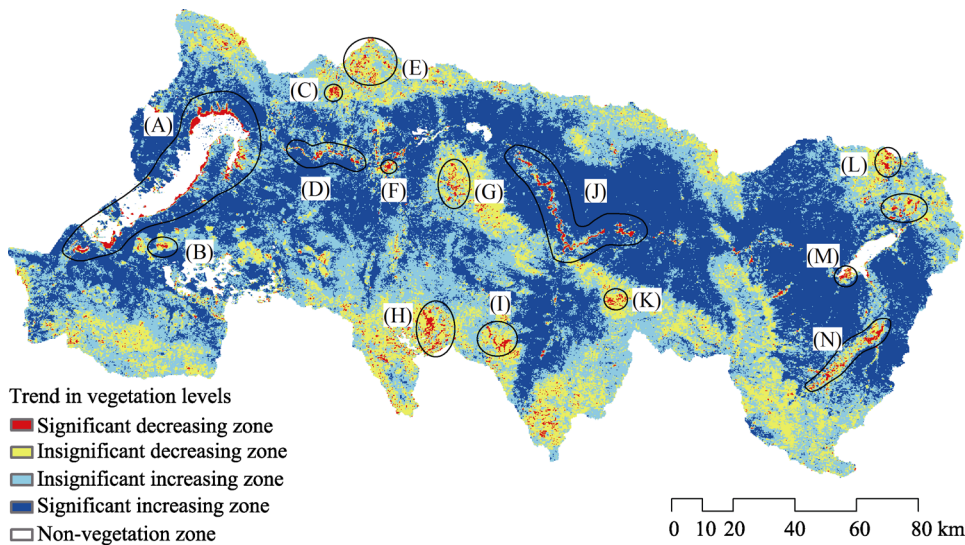 (E)
(C)
(A)
(D)
(F)
(G)
(J)
(L)
(B)
(M)
(H)
(I)
(K)
(N)
Trend in vegetation levels
Significant decreasing zone
Insignificant decreasing zone
Insignificant increasing zone
Significant increasing zone
Non-vegetation zone
0 10 20 40 60 80 km